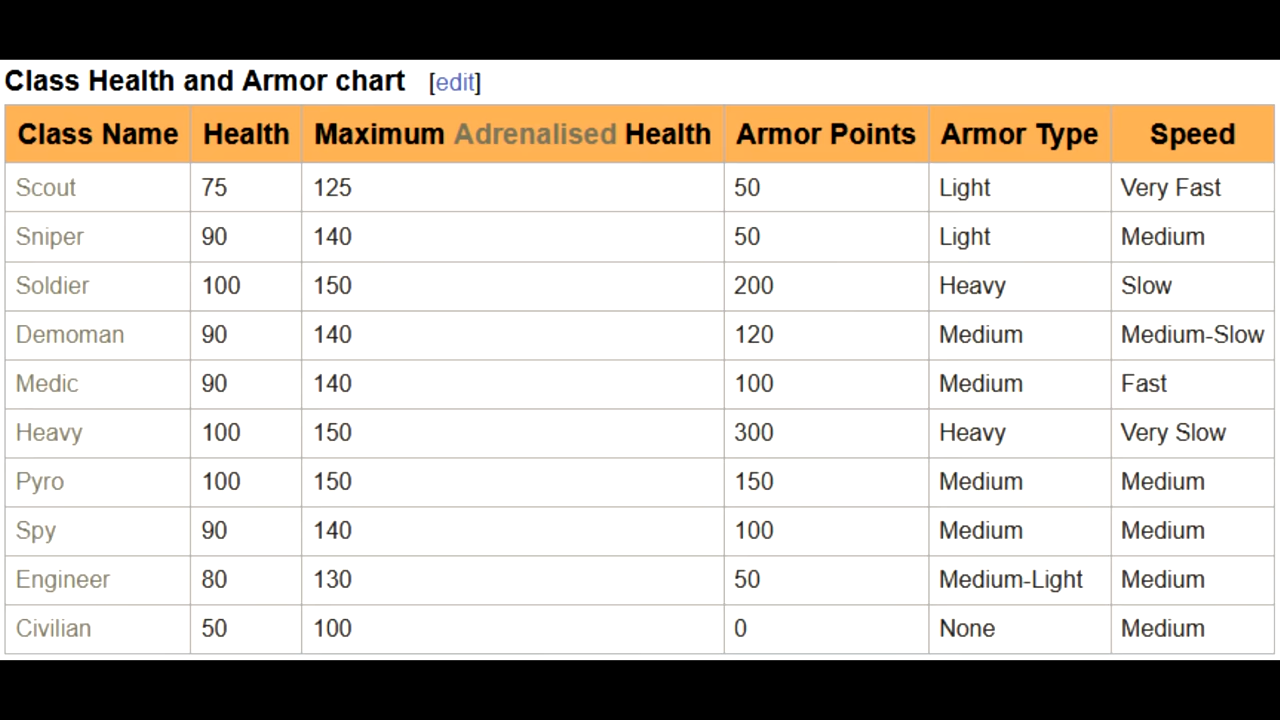 Class Health and Armor chart [edit]
Class Name Health Maximum Adrenalised Health Armor Points Armor Type Speed
Scout 75 125 50 Light Very Fast
Sniper 90 140 50 Light Medium
Soldier 100 150 200 Heavy Slow
Demoman 90 140 120 Medium Medium-Slow
Medic 90 140 100 Medium Fast
Heavy 100 150 300 Heavy Very Slow
Pyro 100 150 150 Medium Medium
Spy 90 140 100 Medium Medium
Engineer 80 130 50 Medium-Light Medium
Civilian 50 100 0 None Medium